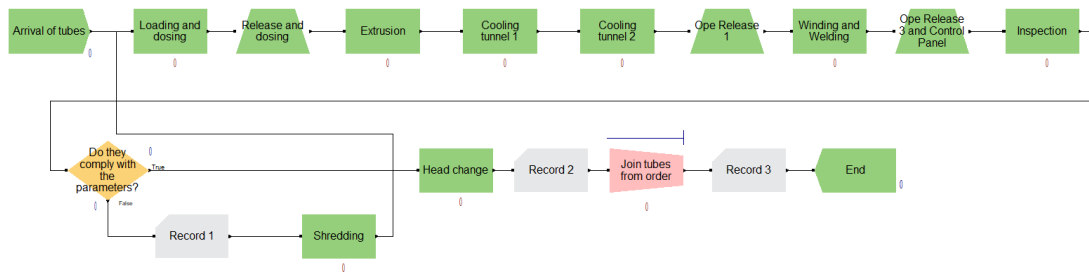 Arrival of tubes
Loading and
dosing
Release and
dosing
Extrusion
Cooling
tunnel 1
Cooling
tunnel 2
Ope Release
1
Winding and
Welding
Ope Release
3 and Control
Panel
Inspection
0
0
0
0
0
0
0
Do they
comply with
the
parameters?
0
True
0
False
Head change
0
Record 2
Join tubes
from order
0
Record 3
End
0
Record 1
Shredding
0